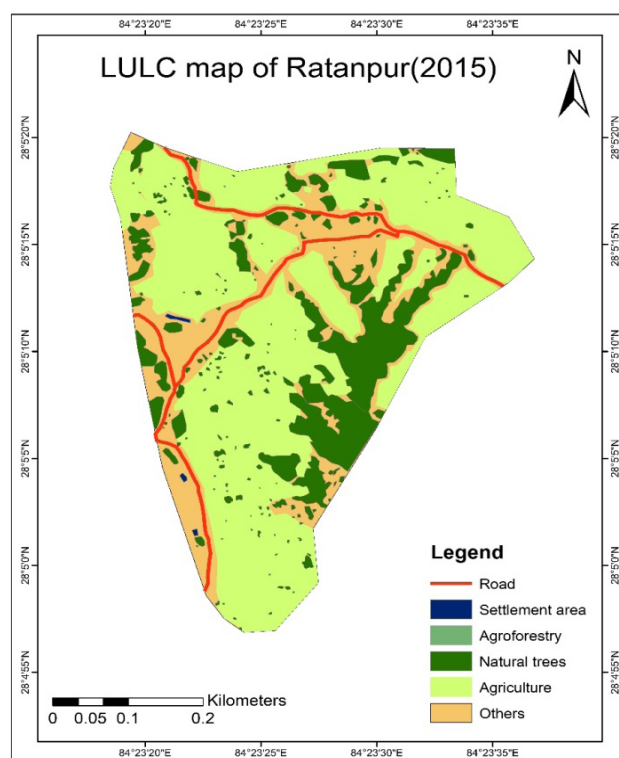 84°23'20"E 84°23'25"E 84°23'30"E 84°23'35"E
LULC map of Ratanpur(2015)
N
28°5'20"N 28°5'20"N
28°5'15"N 28°5'15"N
28°5'10"N 28°5'10"N
28°5'5"N 28°5'5"N
28°5'0"N 28°5'0"N
28°4'55"N 28°4'55"N
Legend
Road
Settlement area
Agroforestry
Natural trees
Agriculture
Others
Kilometers
0 0.05 0.1 0.2
84°23'20"E 84°23'25"E 84°23'30"E 84°23'35"E